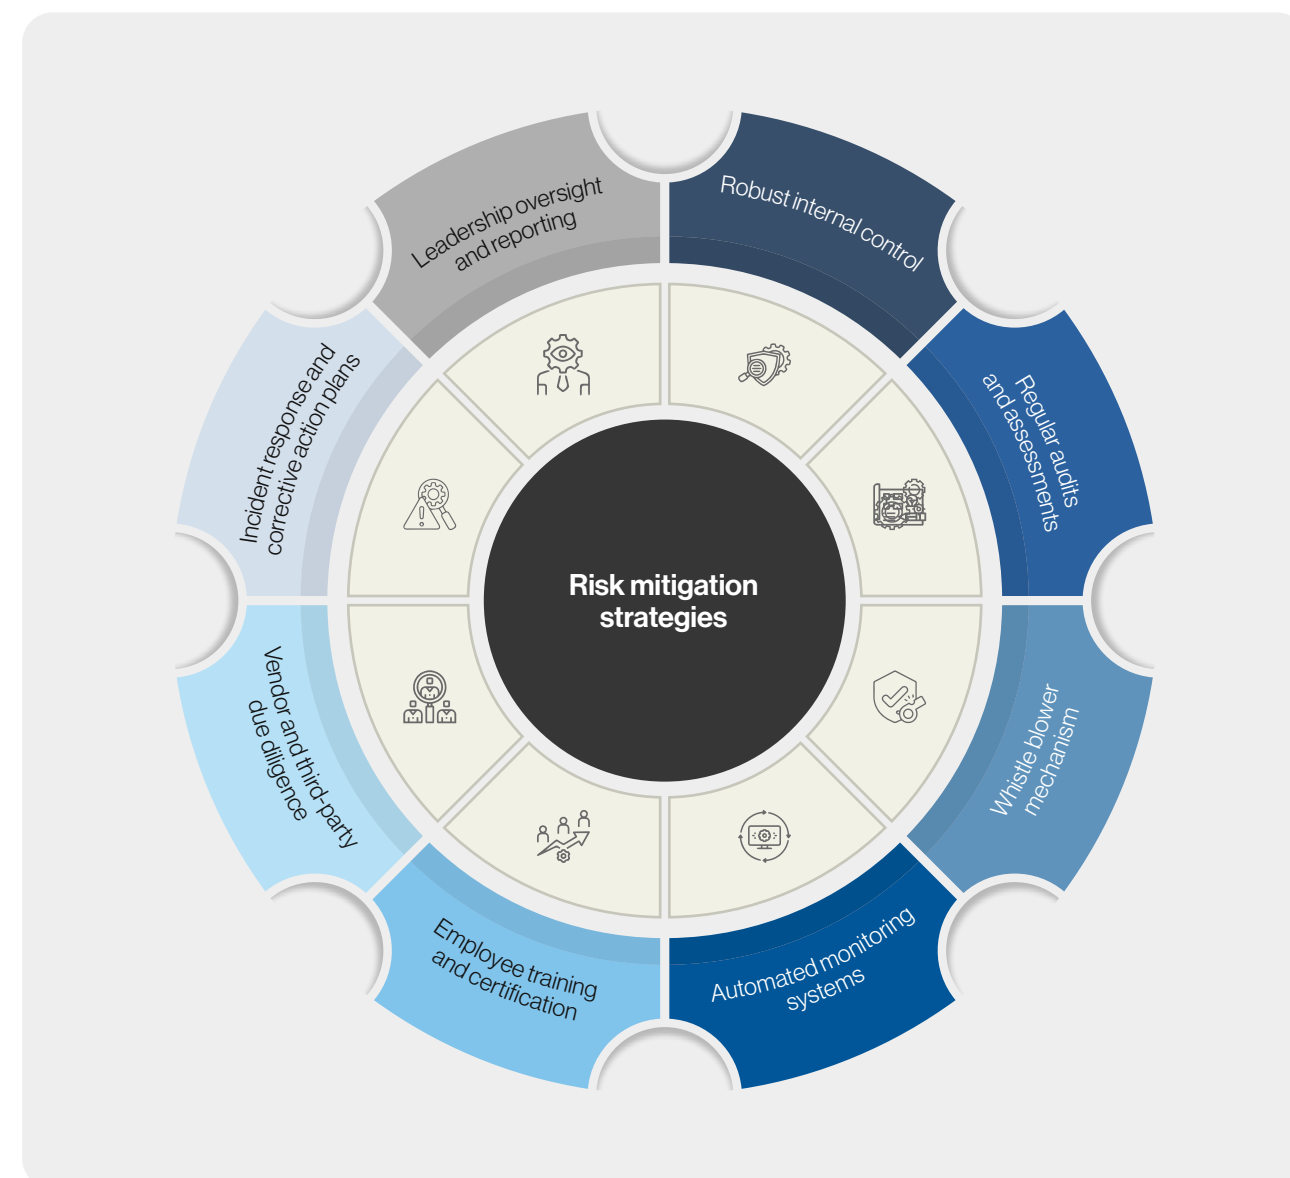 Risk mitigation
strategies
Robust internal control
Regular audits
and assessments
Whistle blower
mechanism
Automated monitoring
systems
Employee training
and certification
Vendor and third-party
due diligence
Incident response and
corrective action plans
Leadership oversight
and reporting